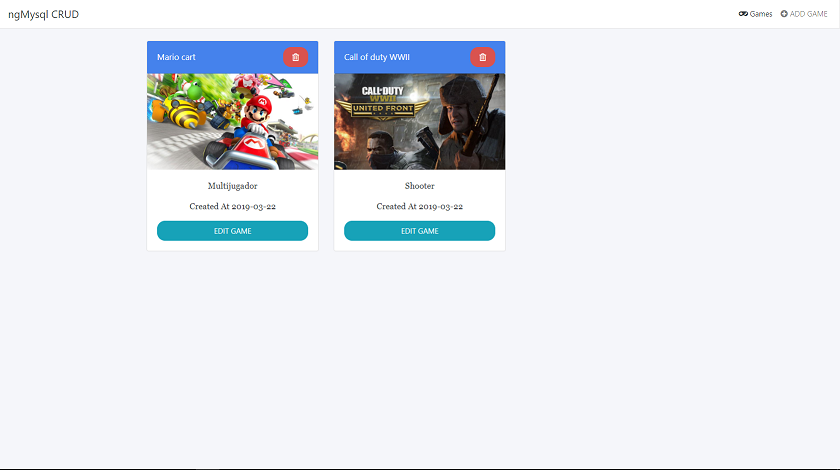 ngMysql CRUD
Games
ADD GAME
Mario cart
Call of duty WWII
M
CALL OF DUTY
WWII
UNITED FRONT
Multijugador
Shooter
Created At 2019-03-22
Created At 2019-03-22
EDIT GAME
EDIT GAME